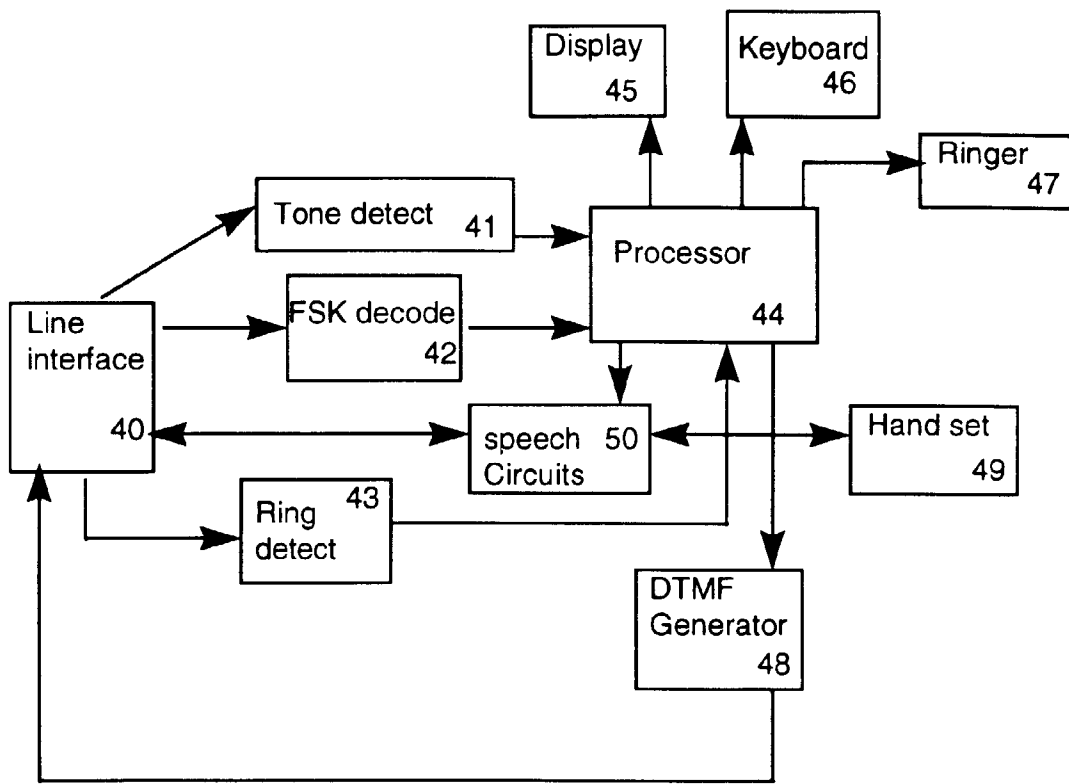 Display
45
Keyboard
46
Ringer
47
Tone detect
41
Processor
44
FSK decode
42
Line
interface
40
speech
50
Circuits
Hand set
49
43
Ring
detect
DTMF
Generator
48